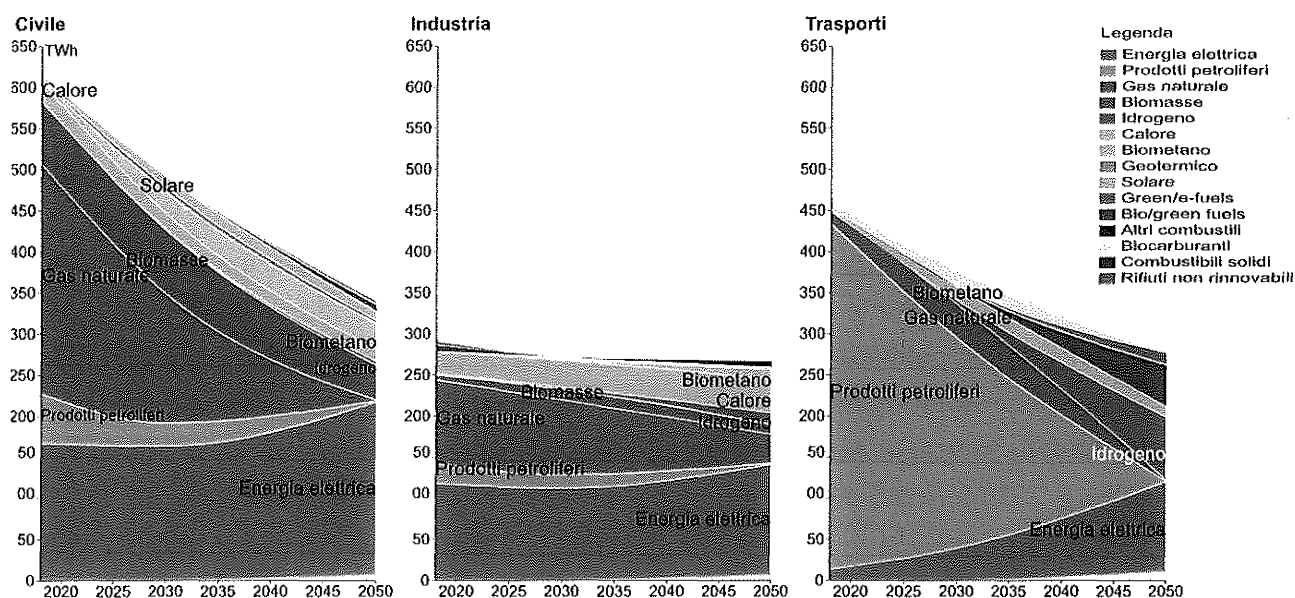 Civile
650
TWh
600
Calore
550
500
Solare
450
400
Biomasse
Gas naturale
350
300
Biometano
Idrogeno
250
200
Prodotti petroliferi
50
00
Energia elettrica
50
0
2020 2025 2030 2035 2040 2045 2050
Industria
650
600
550
500
450
400
350
300
250
Biometano
Biomasse
Calore
200
Gas naturale
Idrogeno
50
Prodotti petroliferi
00
Energia elettrica
50
0
2020 2025 2030 2035 2040 2045 2050
Trasporti
650
600
550
500
450
400
350
Biometano
Gas naturale
300
250
Prodotti petroliferi
200
50
Idrogeno
00
Energia elettrica
50
0
2020 2025 2030 2035 2040 2045 2050
Legenda
Energia elettrica
Prodotti petroliferi
Gas naturale
Biomasse
Idrogeno
Calore
Biometano
Geotermico
Solare
Green/e-fuels
Bio/green fuels
Altri combustili
Biocarburanti
Combustibili solidi
Rifiuti non rinnovabili